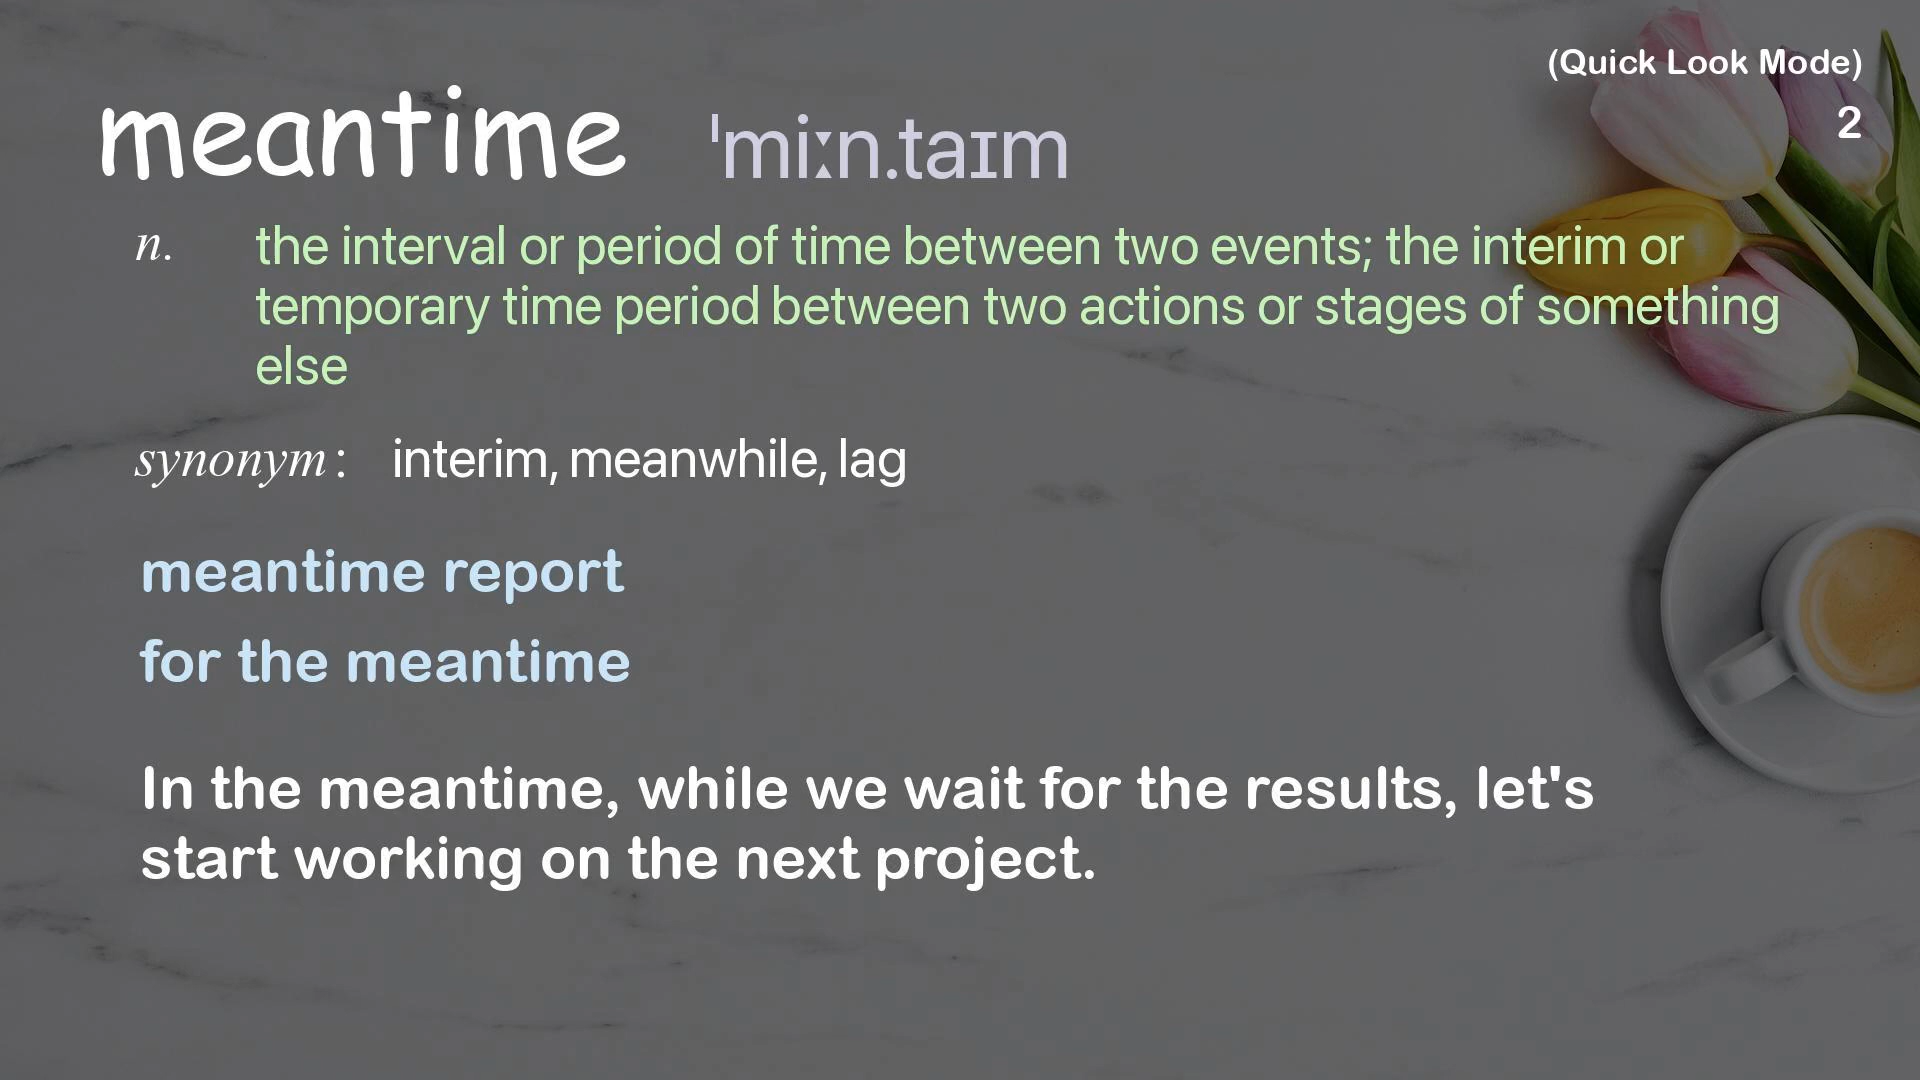 (Quick Look Mode)
2
meantime ˈmiːn.taɪm
n. the interval or period of time between two events; the interim or
temporary time period between two actions or stages of something
else
synonym: interim, meanwhile, lag
meantime report
for the meantime
In the meantime, while we wait for the results, let's
start working on the next project.